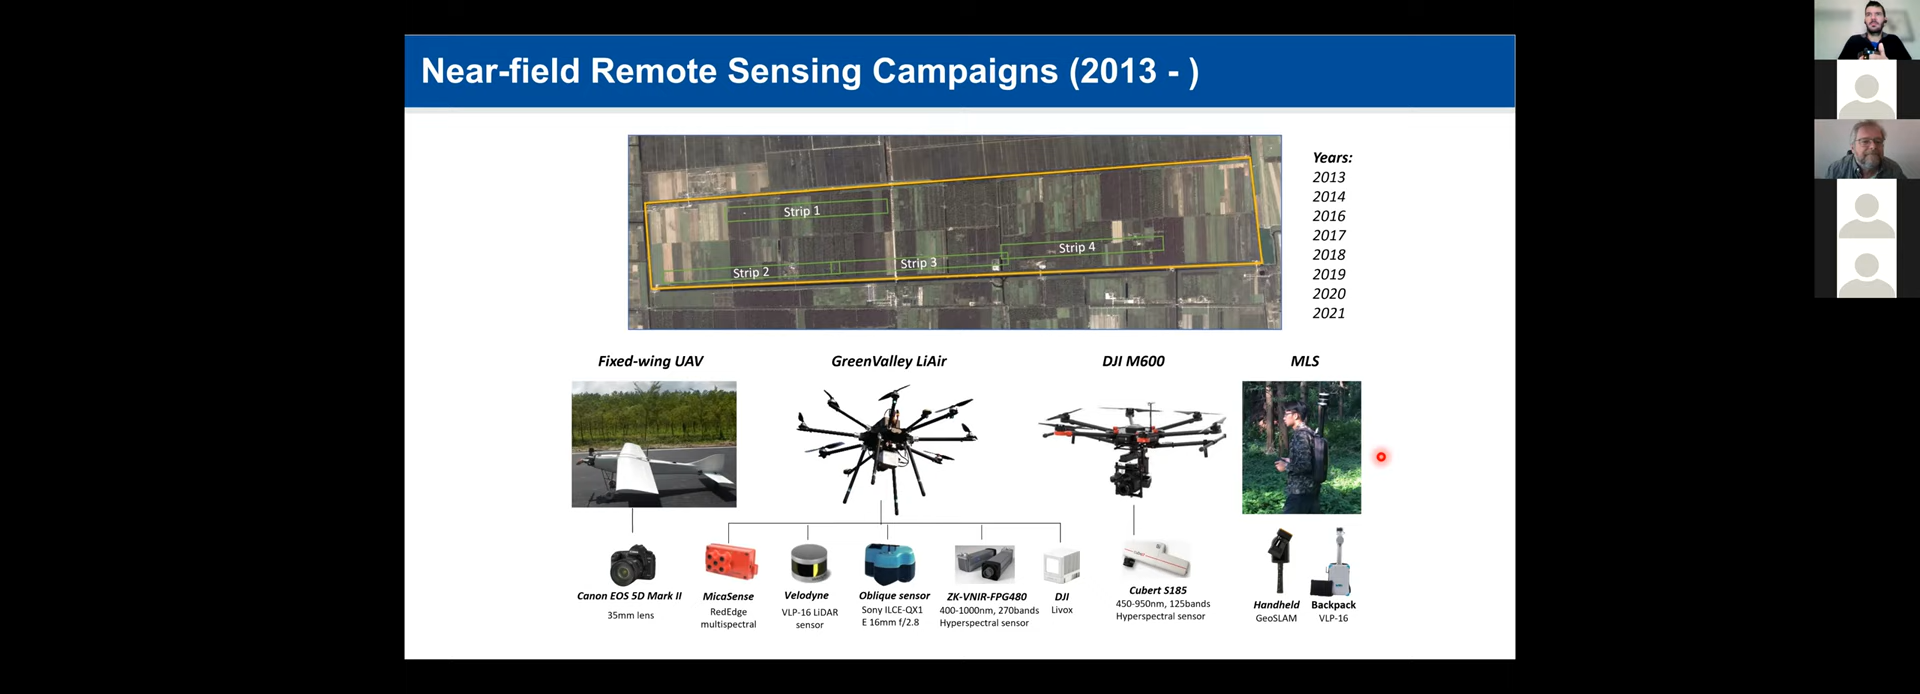 Near-field Remote Sensing Campaigns (2013 - )
Strip 1
Strip 2
Strip 3
Strip 4
Years:
2013
2014
2016
2017
2018
2019
2020
2021
Fixed-wing UAV
GreenValley LiAir
DJI M600
MLS
Canon EOS 5D Mark II
35mm lens
MicaSense
RedEdge
multispectral
Velodyne
VLP-16 LiDAR
sensor
Oblique sensor
Sony ILCE-QX1
E 16mm f/2.8
ZK-VNIR-FPG480
400-1000nm, 270bands
Hyperspectral sensor
DJI
Livox
Cubert S185
450-950nm, 125bands
Hyperspectral sensor
Handheld
GeoSLAM
Backpack
VLP-16